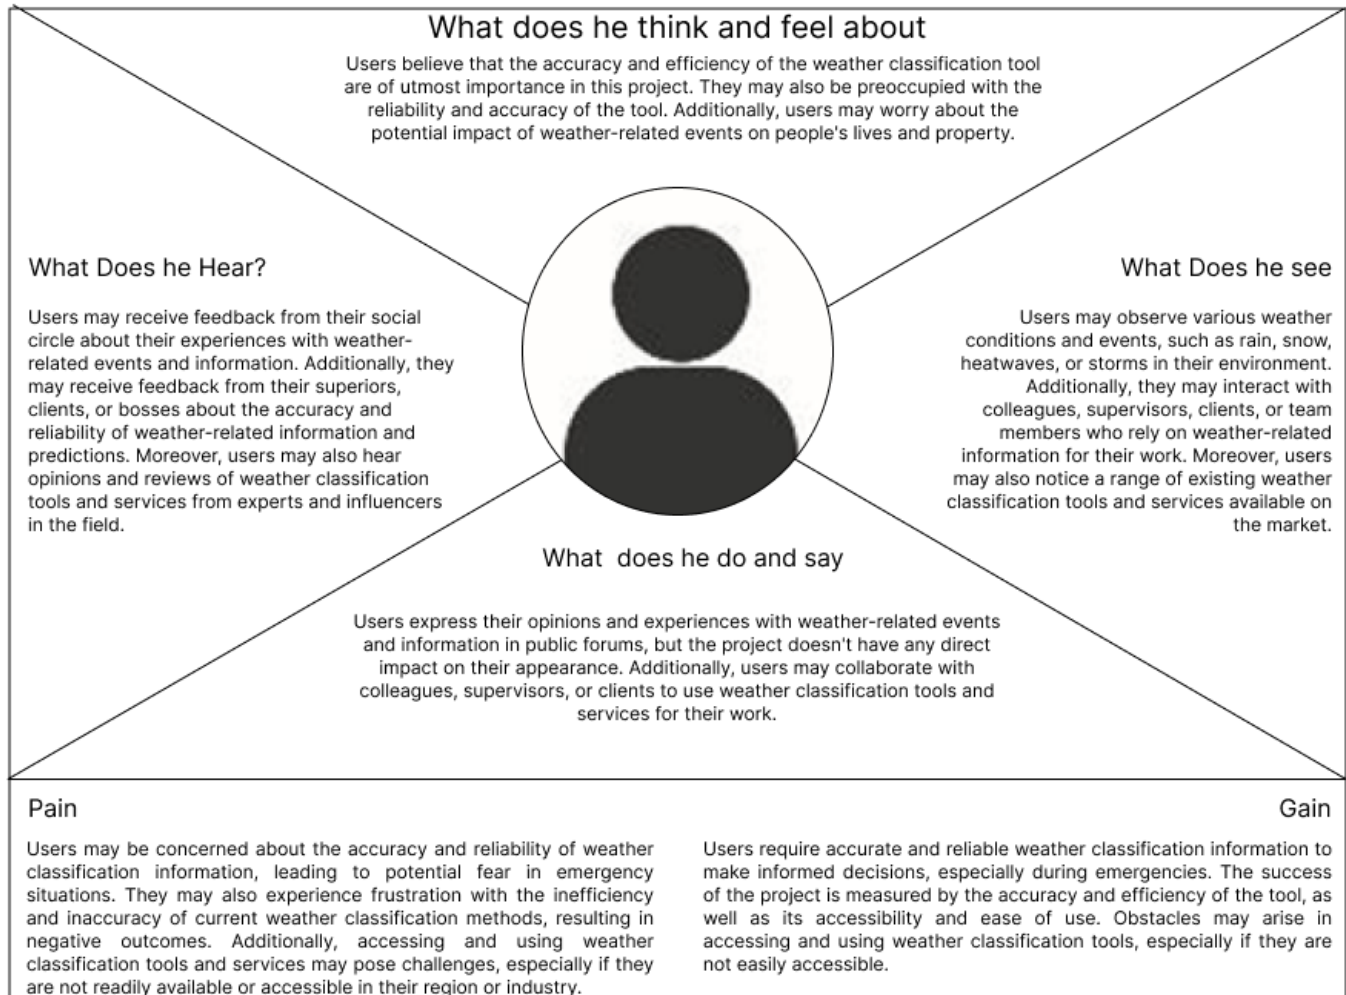 What does he think and feel about
Users believe that the accuracy and efficiency of the weather classification tool
are of utmost importance in this project. They may also be preoccupied with the
reliability and accuracy of the tool. Additionally, users may worry about the
potential impact of weather-related events on people's lives and property.
What Does he Hear?
Users may receive feedback from their social
circle about their experiences with weather-
related events and information. Additionally, they
may receive feedback from their superiors,
clients, or bosses about the accuracy and
reliability of weather-related information and
predictions. Moreover, users may also hear
opinions and reviews of weather classification
tools and services from experts and influencers
in the field.
What Does he see
Users may observe various weather
conditions and events, such as rain, snow,
heatwaves, or storms in their environment.
Additionally, they may interact with
colleagues, supervisors, clients, or team
members who rely on weather-related
information for their work. Moreover, users
may also notice a range of existing weather
classification tools and services available on
the market.
What  does he do and say
Users express their opinions and experiences with weather-related events
and information in public forums, but the project doesn't have any direct
impact on their appearance. Additionally, users may collaborate with
colleagues, supervisors, or clients to use weather classification tools and
services for their work.
Pain
Users may be concerned about the accuracy and reliability of weather
classification information, leading to potential fear in emergency
situations. They may also experience frustration with the inefficiency
and inaccuracy of current weather classification methods, resulting in
negative outcomes. Additionally, accessing and using weather
classification tools and services may pose challenges, especially if they
are not readily available or accessible in their region or industry.
Gain
Users require accurate and reliable weather classification information to
make informed decisions, especially during emergencies. The success
of the project is measured by the accuracy and efficiency of the tool, as
well as its accessibility and ease of use. Obstacles may arise in
accessing and using weather classification tools, especially if they are
not easily accessible.